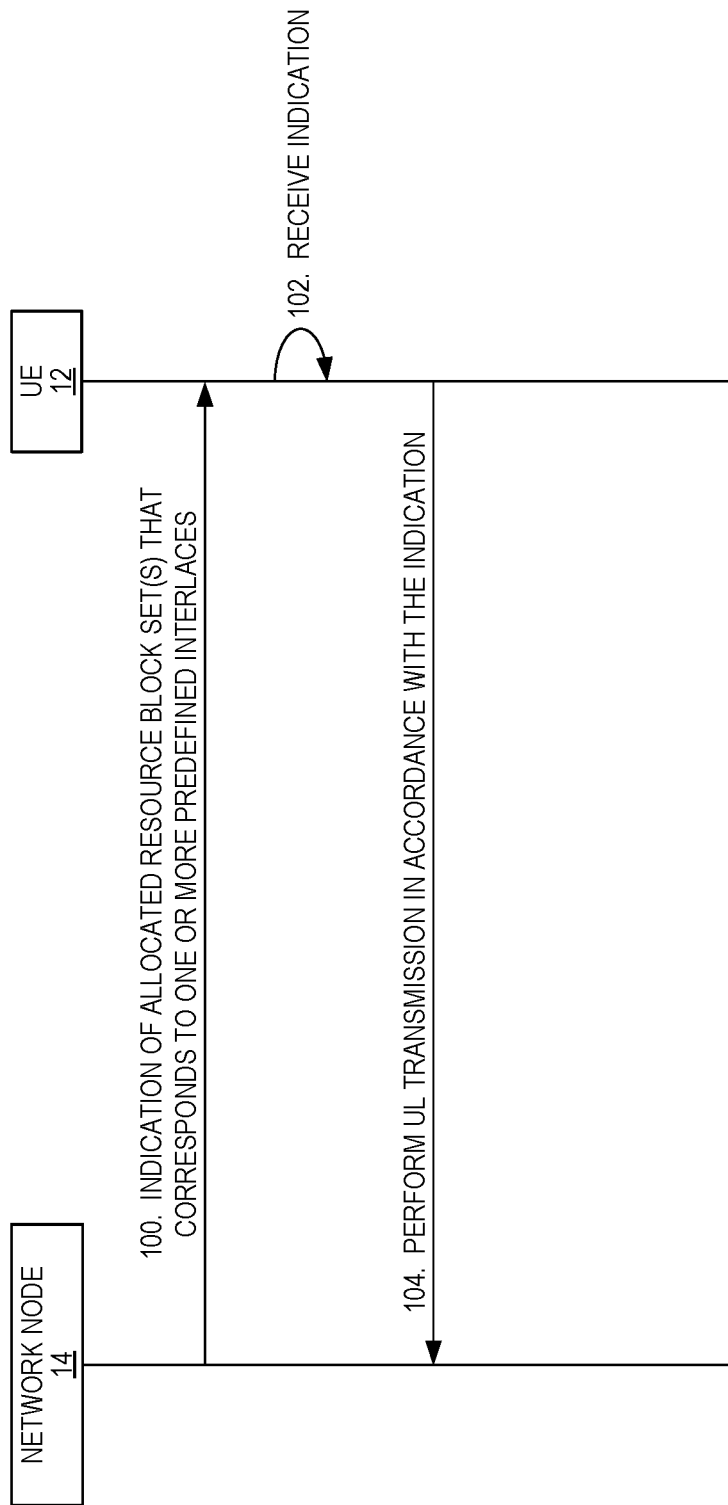 NETWORK NODE
14
UE
12
100. INDICATION OF ALLOCATED RESOURCE BLOCK SET(S) THAT
CORRESPONDS TO ONE OR MORE PREDEFINED INTERLACES
102. RECEIVE INDICATION
104. PERFORM UL TRANSMISSION IN ACCORDANCE WITH THE INDICATION